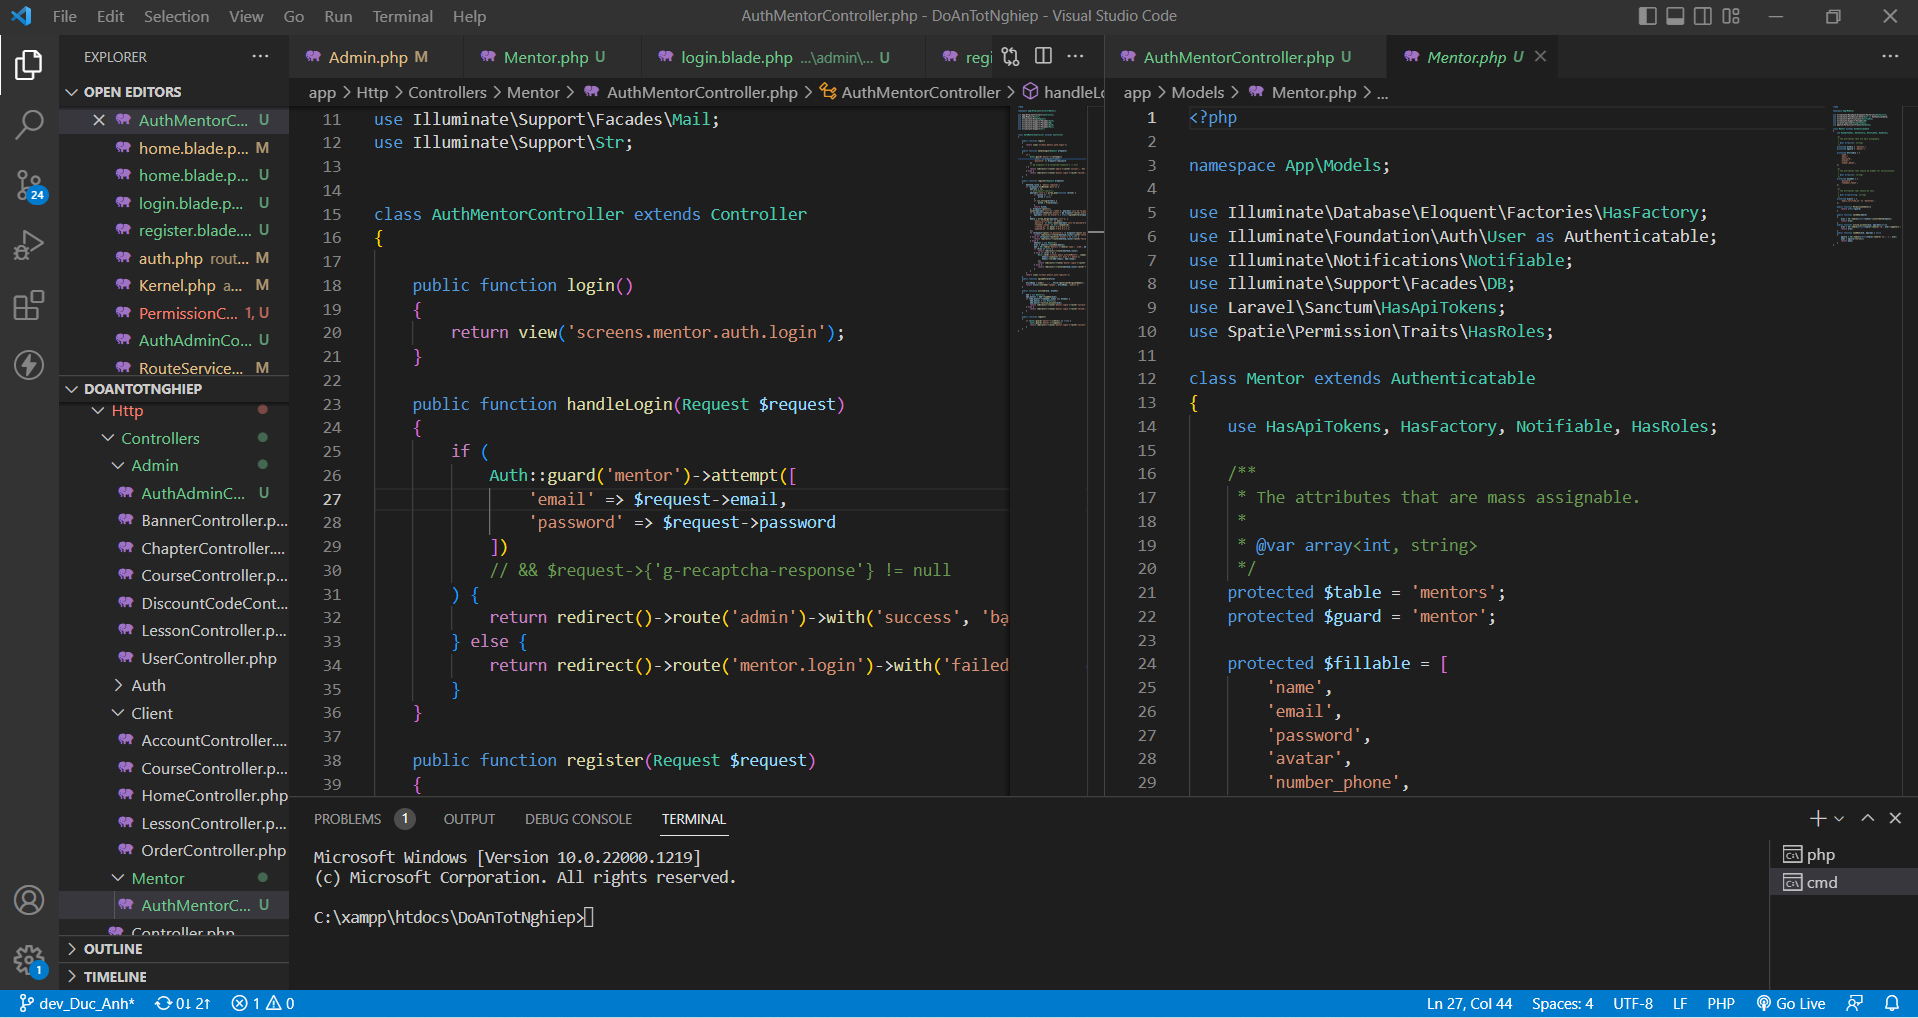 File Edit Selection View Go Run Terminal Help
AuthMentorController.php - DoAnTotNghiep - Visual Studio Code
EXPLORER
OPEN EDITORS
AuthMentorC... U
home.blade.p... M
home.blade.p... U
login.blade.p... U
register.blade.... U
auth.php rout... M
Kernel.php a... M
PermissionC... 1, U
AuthAdminCo... U
RouteService... M
DOANTOTNGHIEP
Http
Controllers
Admin
AuthAdminC... U
BannerController.p...
ChapterController....
CourseController.p...
DiscountCodeCont...
LessonController.p...
UserController.php
Auth
Client
AccountController....
CourseController.p...
HomeController.php
LessonController.p...
OrderController.php
Mentor
AuthMentorC... U
Controller.php
OUTLINE
TIMELINE
24
1
Admin.php M
Mentor.php U
login.blade.php ...\admin\... U
regi
app > Http > Controllers > Mentor > AuthMentorController.php > AuthMentorController > handleLo
11 use Illuminate\Support\Facades\Mail;
12 use Illuminate\Support\Str;
13
14
15 class AuthMentorController extends Controller
16 {
17
18 public function login()
19 {
20 return view('screens.mentor.auth.login');
21 }
22
23 public function handleLogin(Request $request)
24 {
25 if (
26 Auth::guard('mentor')->attempt([
27 'email' => $request->email,
28 'password' => $request->password
29 ])
30 // && $request->{'g-recaptcha-response'} != null
31 ) {
32 return redirect()->route('admin')->with('success', 'bạ
33 } else {
34 return redirect()->route('mentor.login')->with('failed
35 }
36 }
37
38 public function register(Request $request)
39 {
AuthMentorController.php U
Mentor.php U
app > Models > Mentor.php > ...
1 <?php
2
3 namespace App\Models;
4
5 use Illuminate\Database\Eloquent\Factories\HasFactory;
6 use Illuminate\Foundation\Auth\User as Authenticatable;
7 use Illuminate\Notifications\Notifiable;
8 use Illuminate\Support\Facades\DB;
9 use Laravel\Sanctum\HasApiTokens;
10 use Spatie\Permission\Traits\HasRoles;
11
12 class Mentor extends Authenticatable
13 {
14 use HasApiTokens, HasFactory, Notifiable, HasRoles;
15
16 /**
17 * The attributes that are mass assignable.
18 *
19 * @var array<int, string>
20 */
21 protected $table = 'mentors';
22 protected $guard = 'mentor';
23
24 protected $fillable = [
25 'name',
26 'email',
27 'password',
28 'avatar',
29 'number_phone',
PROBLEMS 1 OUTPUT DEBUG CONSOLE TERMINAL
Microsoft Windows [Version 10.0.22000.1219]
(c) Microsoft Corporation. All rights reserved.
C:\xampp\htdocs\DoAnTotNghiep>
php
cmd
dev_Duc_Anh* 0↓ 2↑ 1 0
Ln 27, Col 44 Spaces: 4 UTF-8 LF PHP Go Live